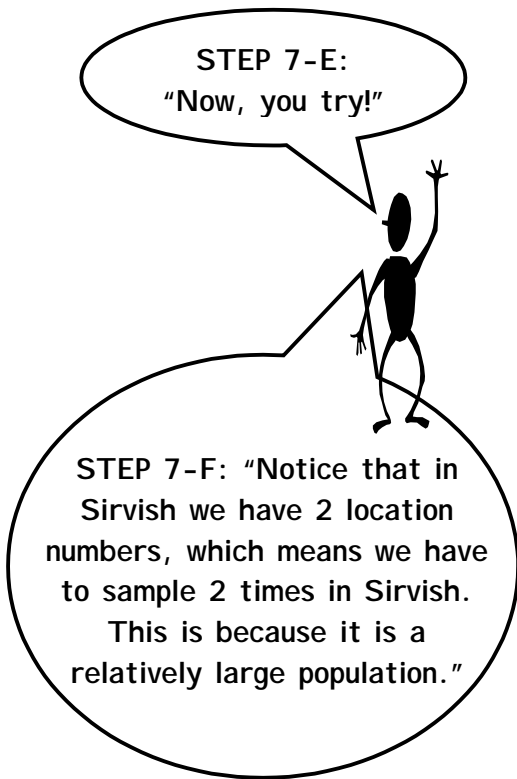 STEP 7-E:
“Now, you try!”
STEP 7-F: “Notice that in
Sirvish we have 2 location
numbers, which means we have
to sample 2 times in Sirvish.
This is because it is a
relatively large population.”